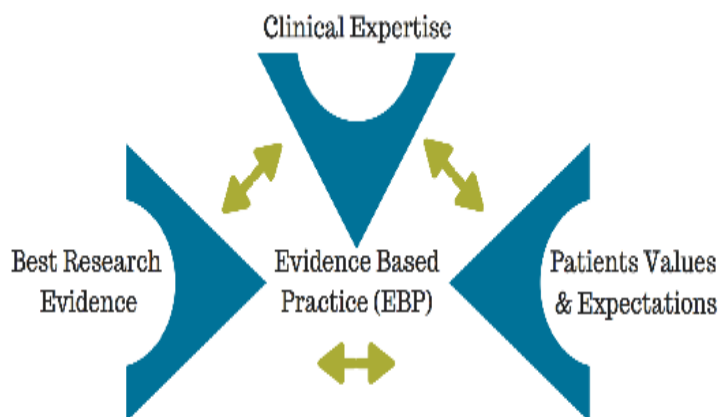 Clinical Expertise
Best Research
Evidence
Evidence Based
Practice (EBP)
Patients Values
& Expectations